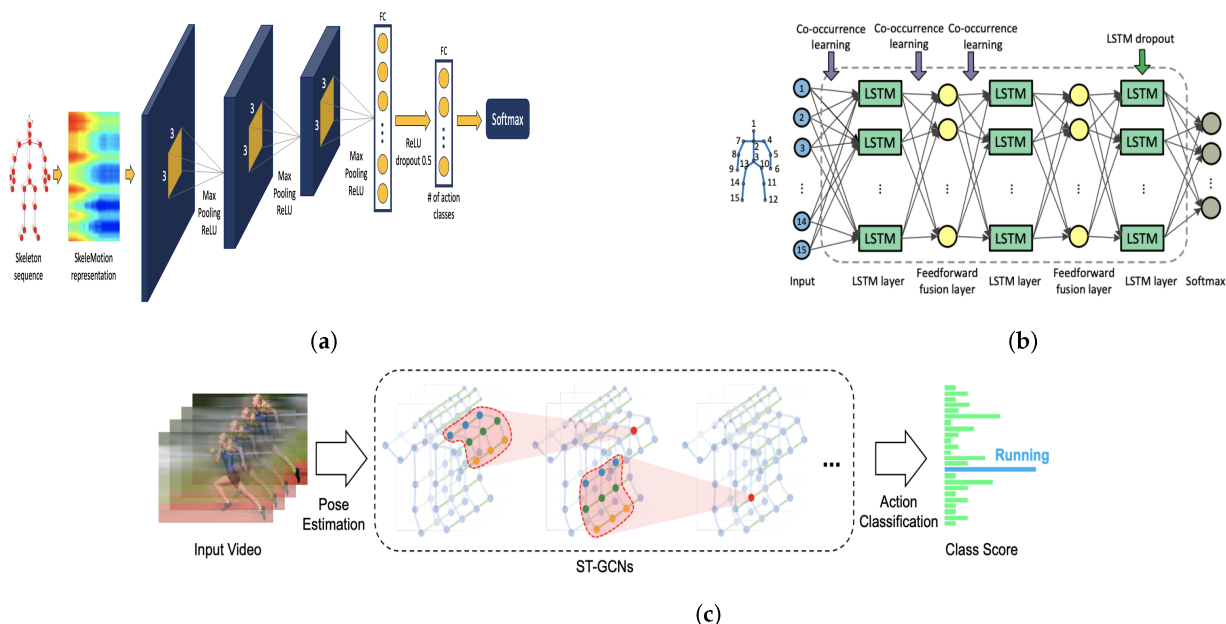 FC
FC
3
3
3
3
3
3
Max
Pooling
ReLU
Max
Pooling
ReLU
Max
Pooling
ReLU
ReLU
dropout 0.5
Softmax
# of action
classes
Skeleton
sequence
SkeleMotion
representation
(a)
Co-occurrence
learning
Co-occurrence
learning
Co-occurrence
learning
LSTM dropout
1
2
3
14
15
LSTM
LSTM
LSTM
LSTM
LSTM
LSTM
LSTM
LSTM
LSTM
1
7
4
2
8
3
5
9
13
10
6
14
11
15
12
Input
LSTM layer
Feedforward
fusion layer
LSTM layer
Feedforward
fusion layer
LSTM layer
Softmax
(b)
Input Video
Pose
Estimation
...
ST-GCNs
Action
Classification
Running
Class Score
(c)